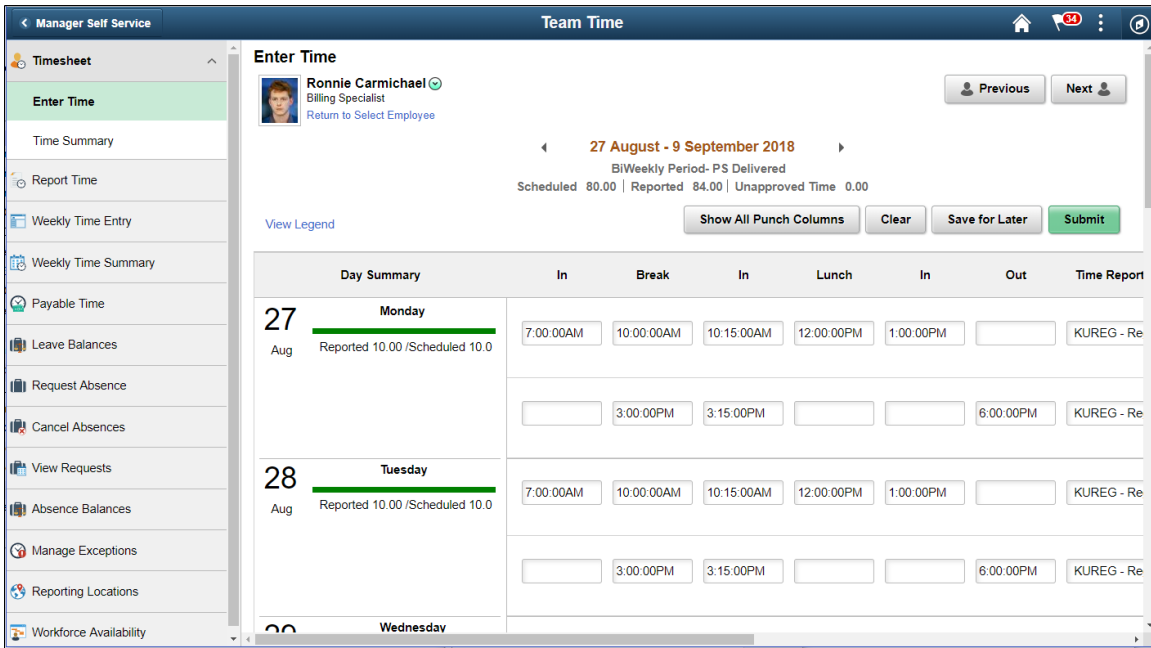 Manager Self Service
Team Time
34
Timesheet
Enter Time
Time Summary
Report Time
Weekly Time Entry
Weekly Time Summary
Payable Time
Leave Balances
Request Absence
Cancel Absences
View Requests
Absence Balances
Manage Exceptions
Reporting Locations
Workforce Availability
Enter Time
Ronnie Carmichael
Billing Specialist
Return to Select Employee
Previous Next
27 August - 9 September 2018
BiWeekly Period- PS Delivered
Scheduled 80.00 | Reported 84.00 | Unapproved Time 0.00
View Legend Show All Punch Columns Clear Save for Later Submit
Day Summary In Break In Lunch In Out Time Report
27 Monday
Aug Reported 10.00 /Scheduled 10.0
7:00:00AM 10:00:00AM 10:15:00AM 12:00:00PM 1:00:00PM KUREG - Re
3:00:00PM 3:15:00PM 6:00:00PM KUREG - Re
28 Tuesday
Aug Reported 10.00 /Scheduled 10.0
7:00:00AM 10:00:00AM 10:15:00AM 12:00:00PM 1:00:00PM KUREG - Re
3:00:00PM 3:15:00PM 6:00:00PM KUREG - Re
Wednesday